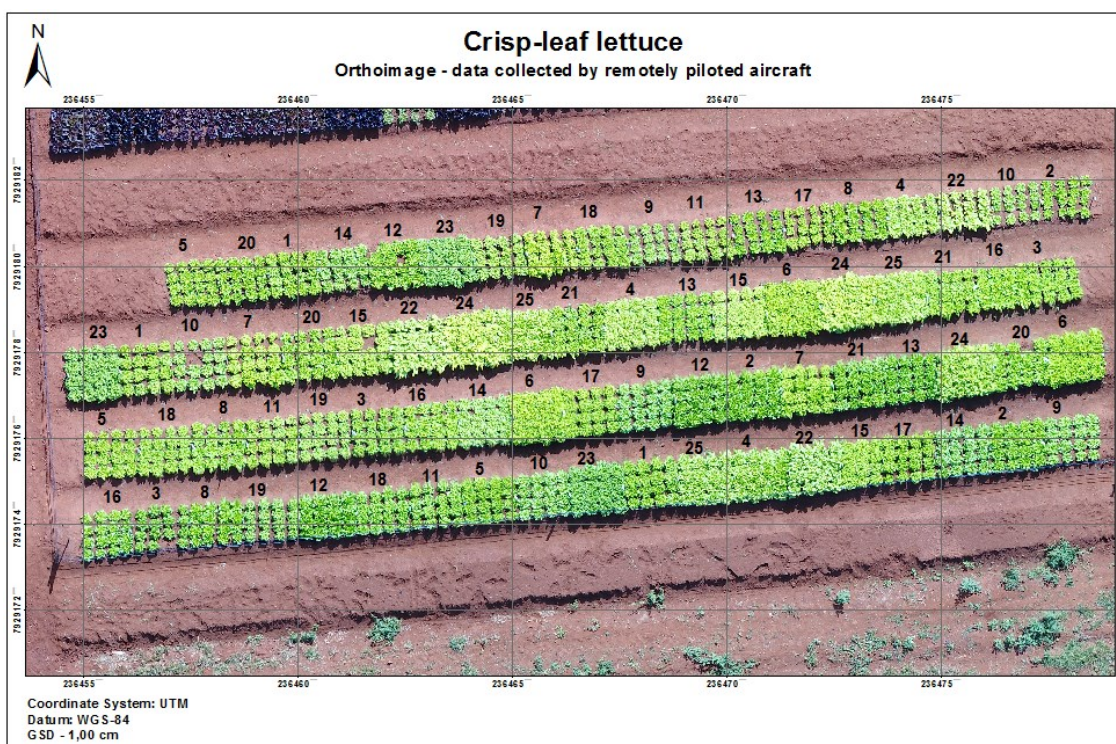 N
Crisp-leaf lettuce
Orthoimage - data collected by remotely piloted aircraft
236455 236460 236465 236470 236475
7929182
7929180
7929178
7929176
7929174
7929172
5 20 1 14 12 23 19 7 18 9 11 13 17 8 4 22 10 2
23 1 10 7 20 15 22 24 25 21 4 13 15 6 24 25 21 16 3
5 18 8 11 19 3 16 14 6 17 9 12 2 7 21 13 24 20 6
16 3 8 19 12 18 11 5 10 23 1 25 4 22 15 17 14 2 9
236455 236460 236465 236470 236475
Coordinate System: UTM
Datum: WGS-84
GSD - 1,00 cm